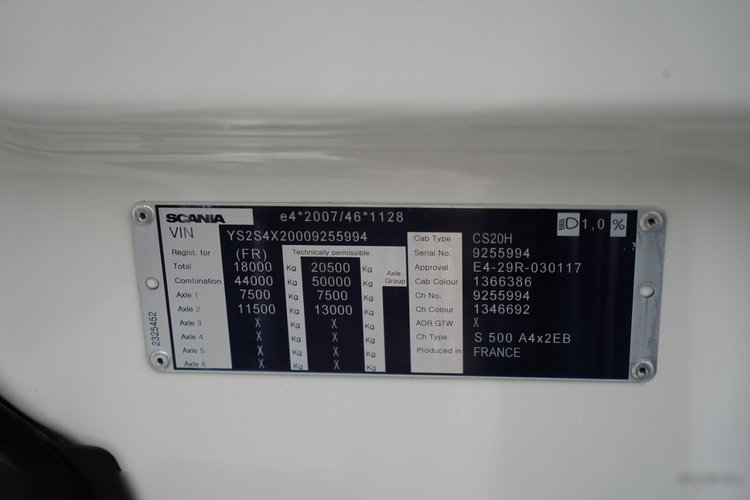 SCANIA e4*2007/46*1128 1,0 %
VIN YS2S4X20009255994
Regist. for (FR) Technically permissible
Total 18000 Kg 20500 Kg Axle Group
Combination 44000 Kg 50000 Kg
Axle 1 7500 Kg 7500 Kg
Axle 2 11500 Kg 13000 Kg
Axle 3 X Kg X Kg
Axle 4 X Kg X Kg
Axle 5 X Kg X Kg
Axle 6 X Kg X Kg
Cab Type CS20H
Serial No. 9255994
Approval E4-29R-030117
Cab Colour 1366386
Ch No. 9255994
Ch Colour 1346692
ADR GTW X
Ch Type S 500 A4x2EB
Produced in FRANCE
2325452